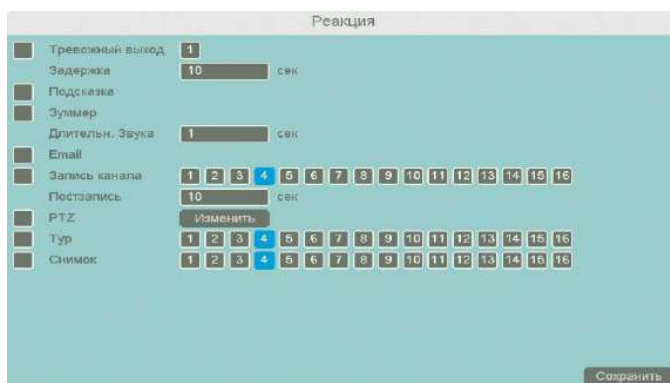 Реакция
Тревожный выход 1
Задержка 10 сек
Подсказка
Зуммер
Длительн. Звука 1 сек
Email
Запись канала 1 2 3 4 5 6 7 8 9 10 11 12 13 14 15 16
Постзапись 10 сек
PTZ Изменить
Тур 1 2 3 4 5 6 7 8 9 10 11 12 13 14 15 16
Снимок 1 2 3 4 5 6 7 8 9 10 11 12 13 14 15 16
Сохранить